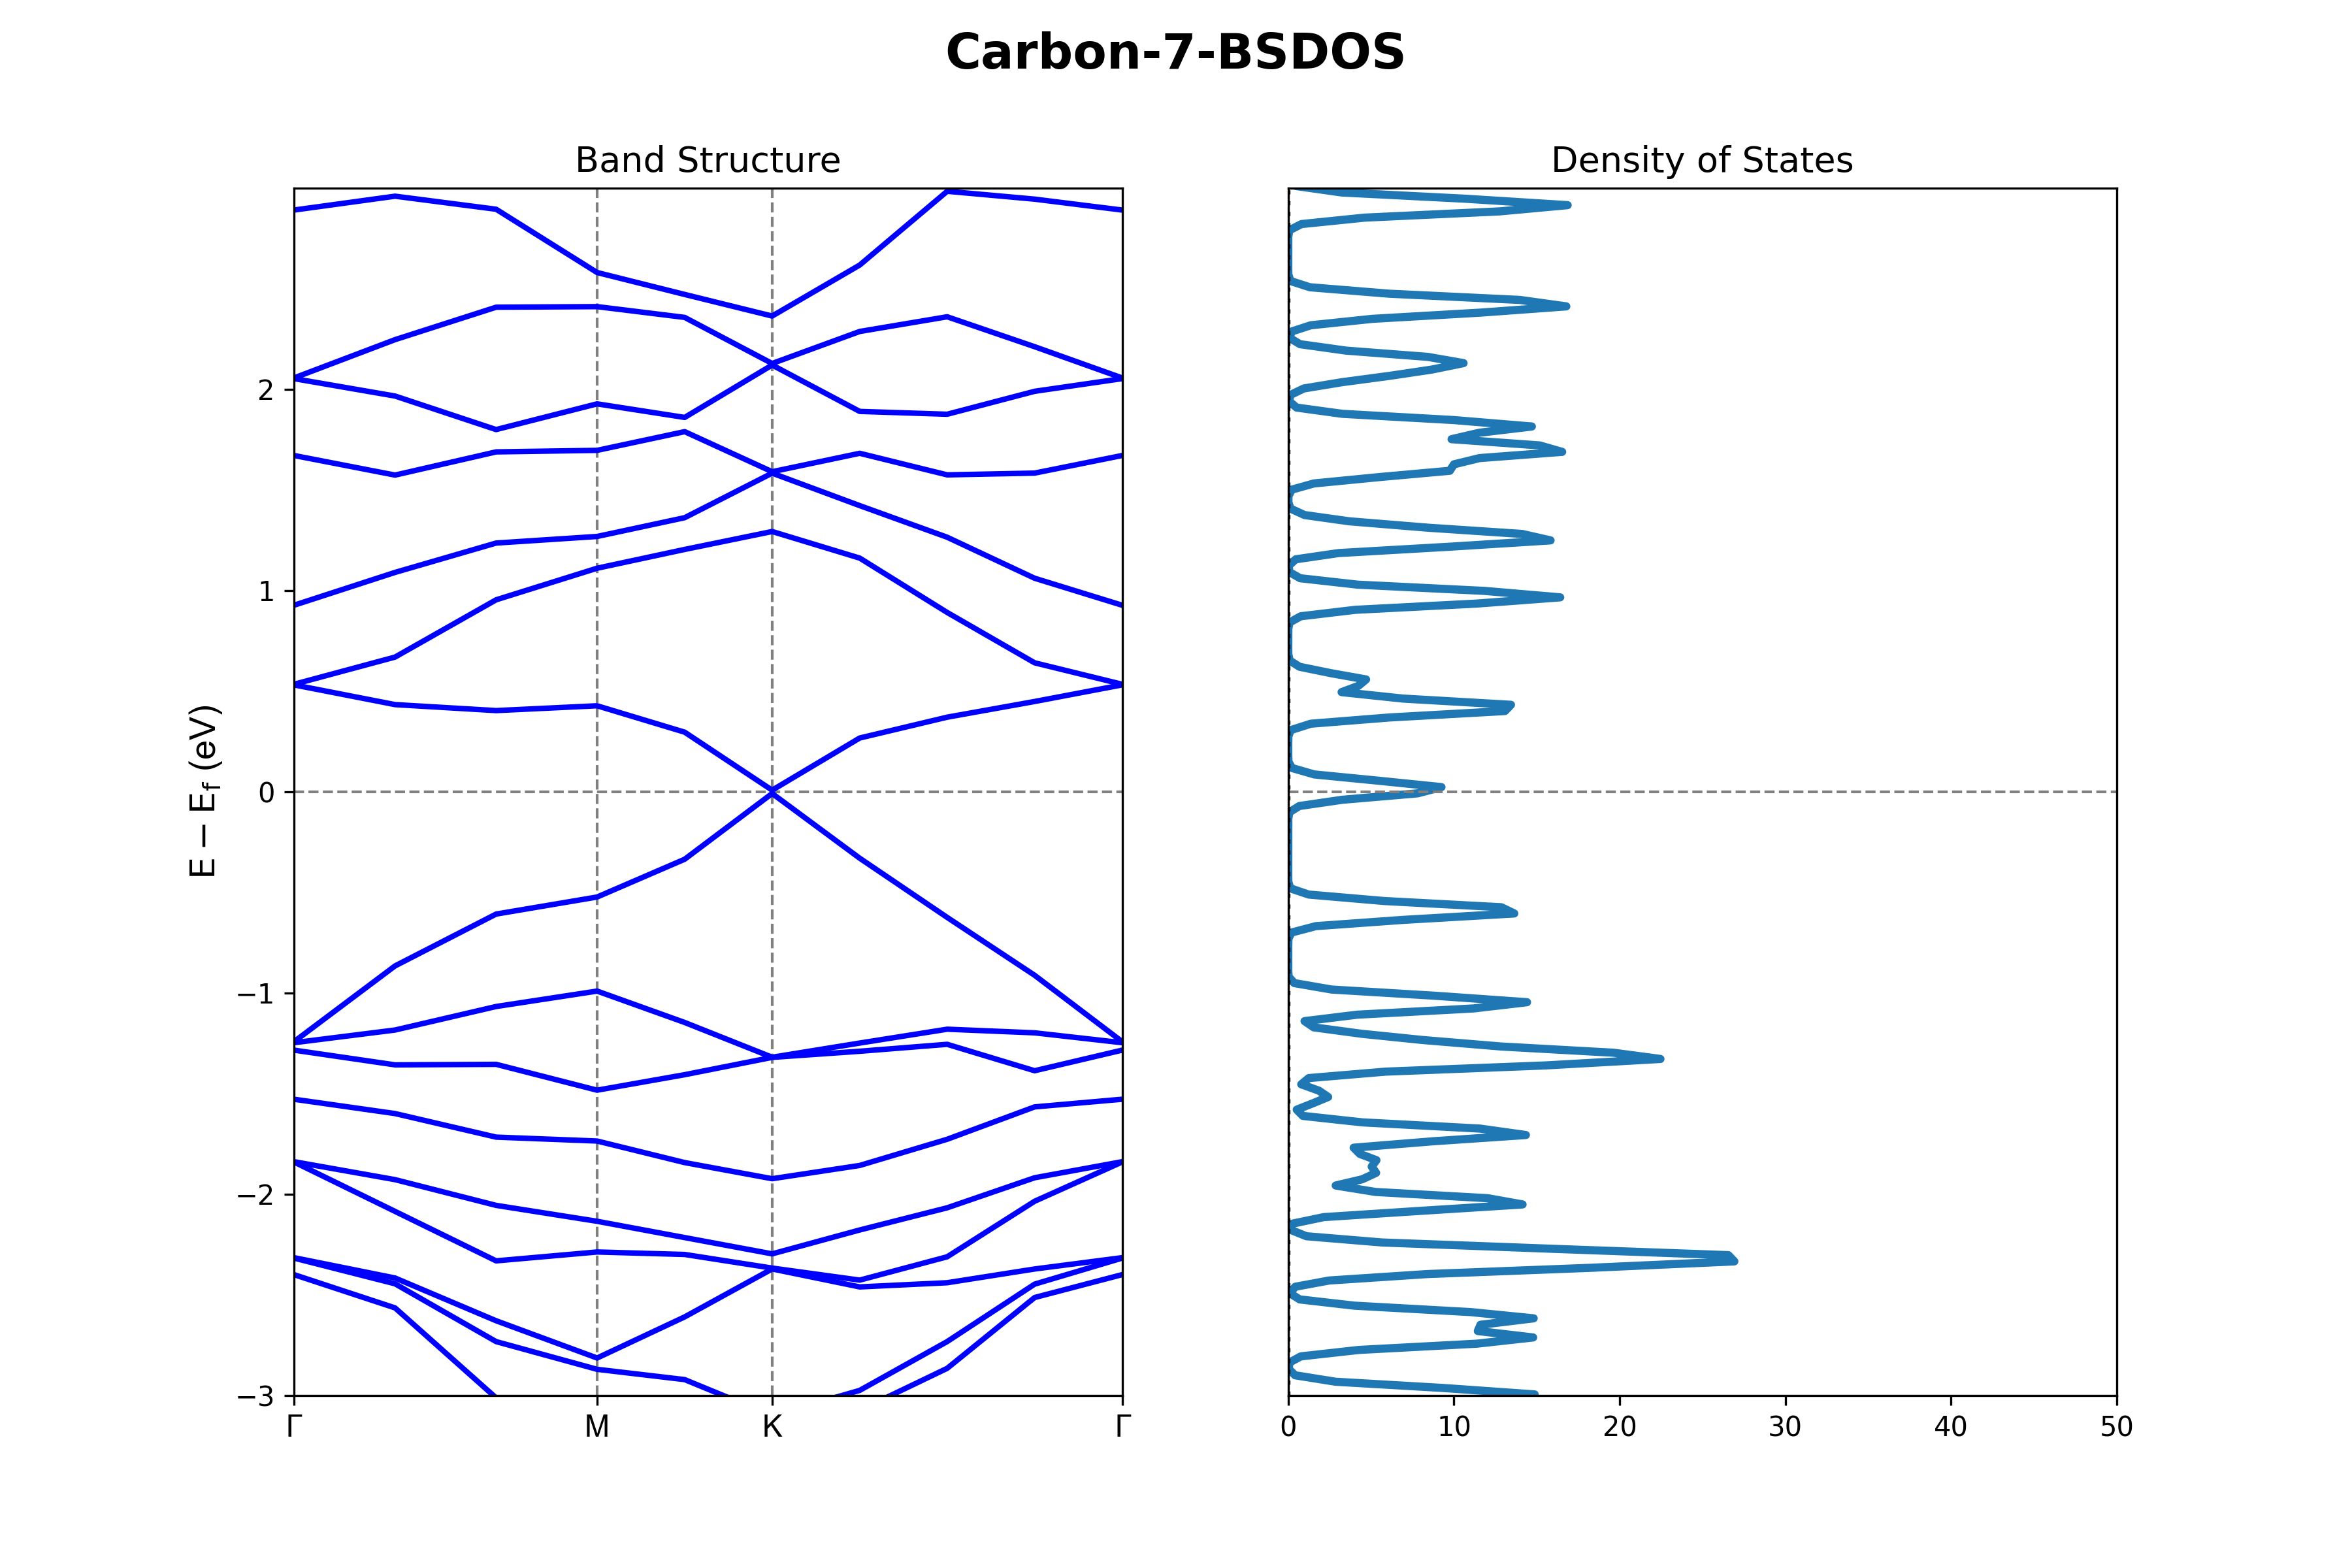 Carbon-7-BSDOS
Band Structure
Density of States
E − E_f (eV)
2
1
0
−1
−2
−3
Γ
M
K
Γ
0
10
20
30
40
50